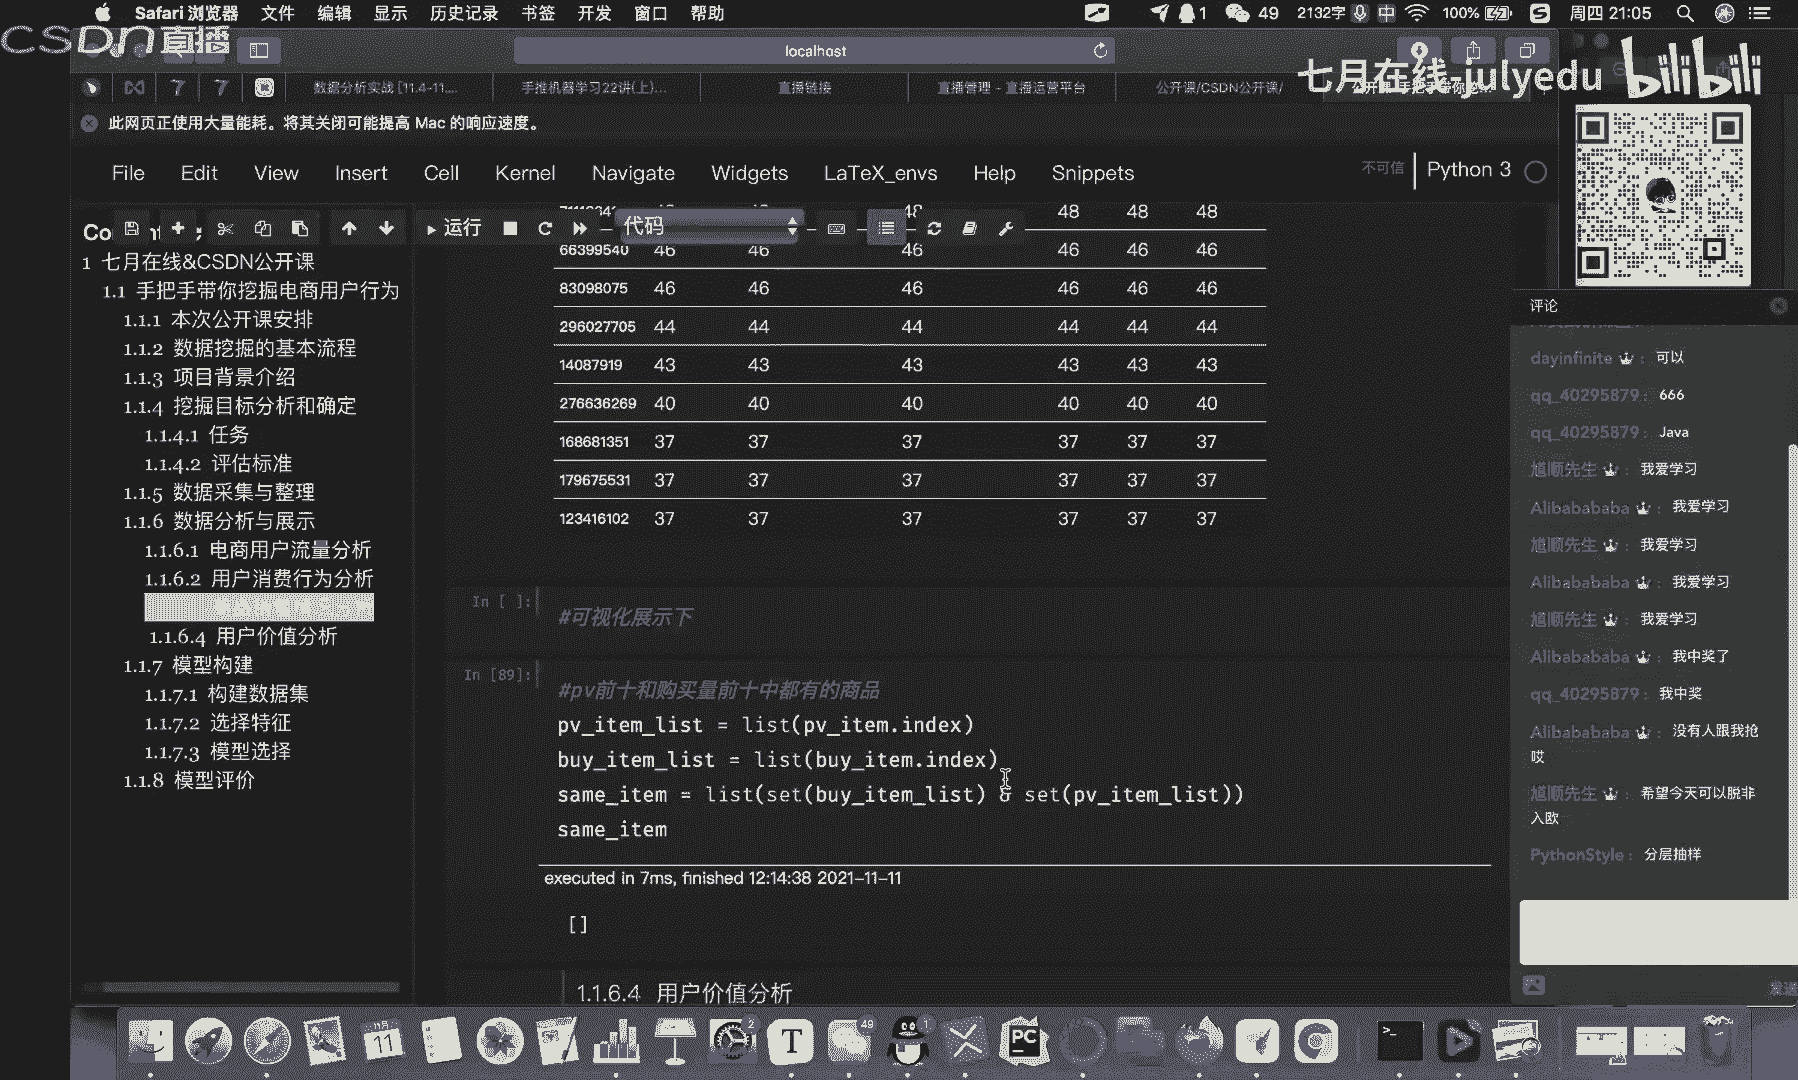 Safari 浏览器 文件 编辑 显示 历史记录 书签 开发 窗口 帮助 1 49 2132字 中 100% S 周四 21:05
CSDN直播
localhost
七月在线-julyedu bilibili
数据分析实战 [11.4-11.... 手推机器学习22讲(上)... 直播链接 直播管理 - 直播运营平台 公开课/CSDN公开课/
此网页正使用大量能耗。将其关闭可能提高 Mac 的响应速度。
File Edit View Insert Cell Kernel Navigate Widgets LaTeX_envs Help Snippets 不可信 Python 3
运行 代码
1 七月在线&CSDN公开课
1.1 手把手带你挖掘电商用户行为
1.1.1 本次公开课安排
1.1.2 数据挖掘的基本流程
1.1.3 项目背景介绍
1.1.4 挖掘目标分析和确定
1.1.4.1 任务
1.1.4.2 评估标准
1.1.5 数据采集与整理
1.1.6 数据分析与展示
1.1.6.1 电商用户流量分析
1.1.6.2 用户消费行为分析
1.1.6.4 用户价值分析
1.1.7 模型构建
1.1.7.1 构建数据集
1.1.7.2 选择特征
1.1.7.3 模型选择
1.1.8 模型评价
48 48 48
66399540 46 46 46 46 46 46
83098075 46 46 46 46 46 46
296027705 44 44 44 44 44 44
14087919 43 43 43 43 43 43
276636269 40 40 40 40 40 40
168681351 37 37 37 37 37 37
179675531 37 37 37 37 37 37
123416102 37 37 37 37 37 37
In [ ]:
#可视化展示下
In [89]:
#pv前十和购买量前十中都有的商品
pv_item_list = list(pv_item.index)
buy_item_list = list(buy_item.index)
same_item = list(set(buy_item_list) & set(pv_item_list))
same_item
executed in 7ms, finished 12:14:38 2021-11-11
[]
1.1.6.4 用户价值分析
评论
dayinfinite : 可以
qq_40295879 : 666
qq_40295879 : Java
馗顺先生 : 我爱学习
Alibabababa : 我爱学习
馗顺先生 : 我爱学习
Alibabababa : 我爱学习
馗顺先生 : 我爱学习
Alibabababa : 我中奖了
qq_40295879 : 我中奖
Alibabababa : 没有人跟我抢
哎
馗顺先生 : 希望今天可以脱非
入欧
PythonStyle : 分层抽样
发送
11 2 T 49 1 PC